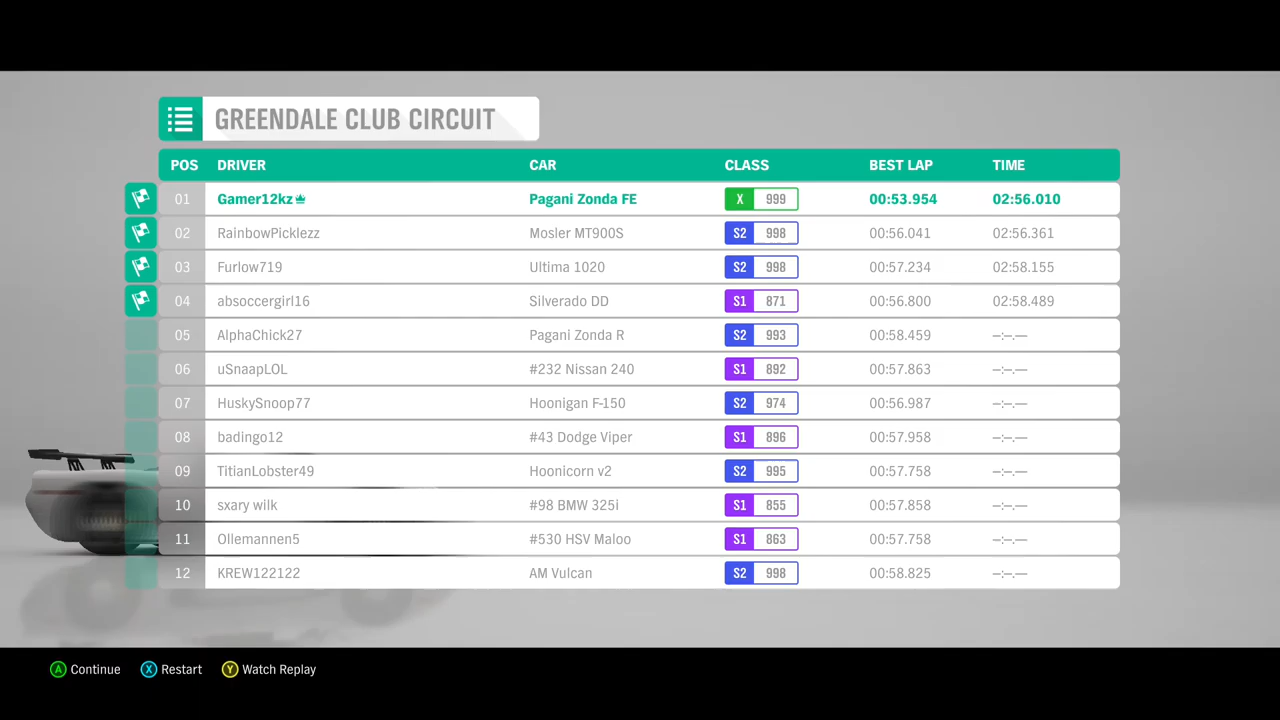 GREENDALE CLUB CIRCUIT
POS DRIVER CAR CLASS BEST LAP TIME
01 Gamer12kz Pagani Zonda FE X 999 00:53.954 02:56.010
02 RainbowPicklezz Mosler MT900S S2 998 00:56.041 02:56.361
03 Furlow719 Ultima 1020 S2 998 00:57.234 02:58.155
04 absoccergirl16 Silverado DD S1 871 00:56.800 02:58.489
05 AlphaChick27 Pagani Zonda R S2 993 00:58.459 –:–.––
06 uSnaapLOL #232 Nissan 240 S1 892 00:57.863 –:–.––
07 HuskySnoop77 Hoonigan F-150 S2 974 00:56.987 –:–.––
08 badingo12 #43 Dodge Viper S1 896 00:57.958 –:–.––
09 TitianLobster49 Hoonicorn v2 S2 995 00:57.758 –:–.––
10 sxary wilk #98 BMW 325i S1 855 00:57.858 –:–.––
11 Ollemannen5 #530 HSV Maloo S1 863 00:57.758 –:–.––
12 KREW122122 AM Vulcan S2 998 00:58.825 –:–.––
A Continue X Restart Y Watch Replay